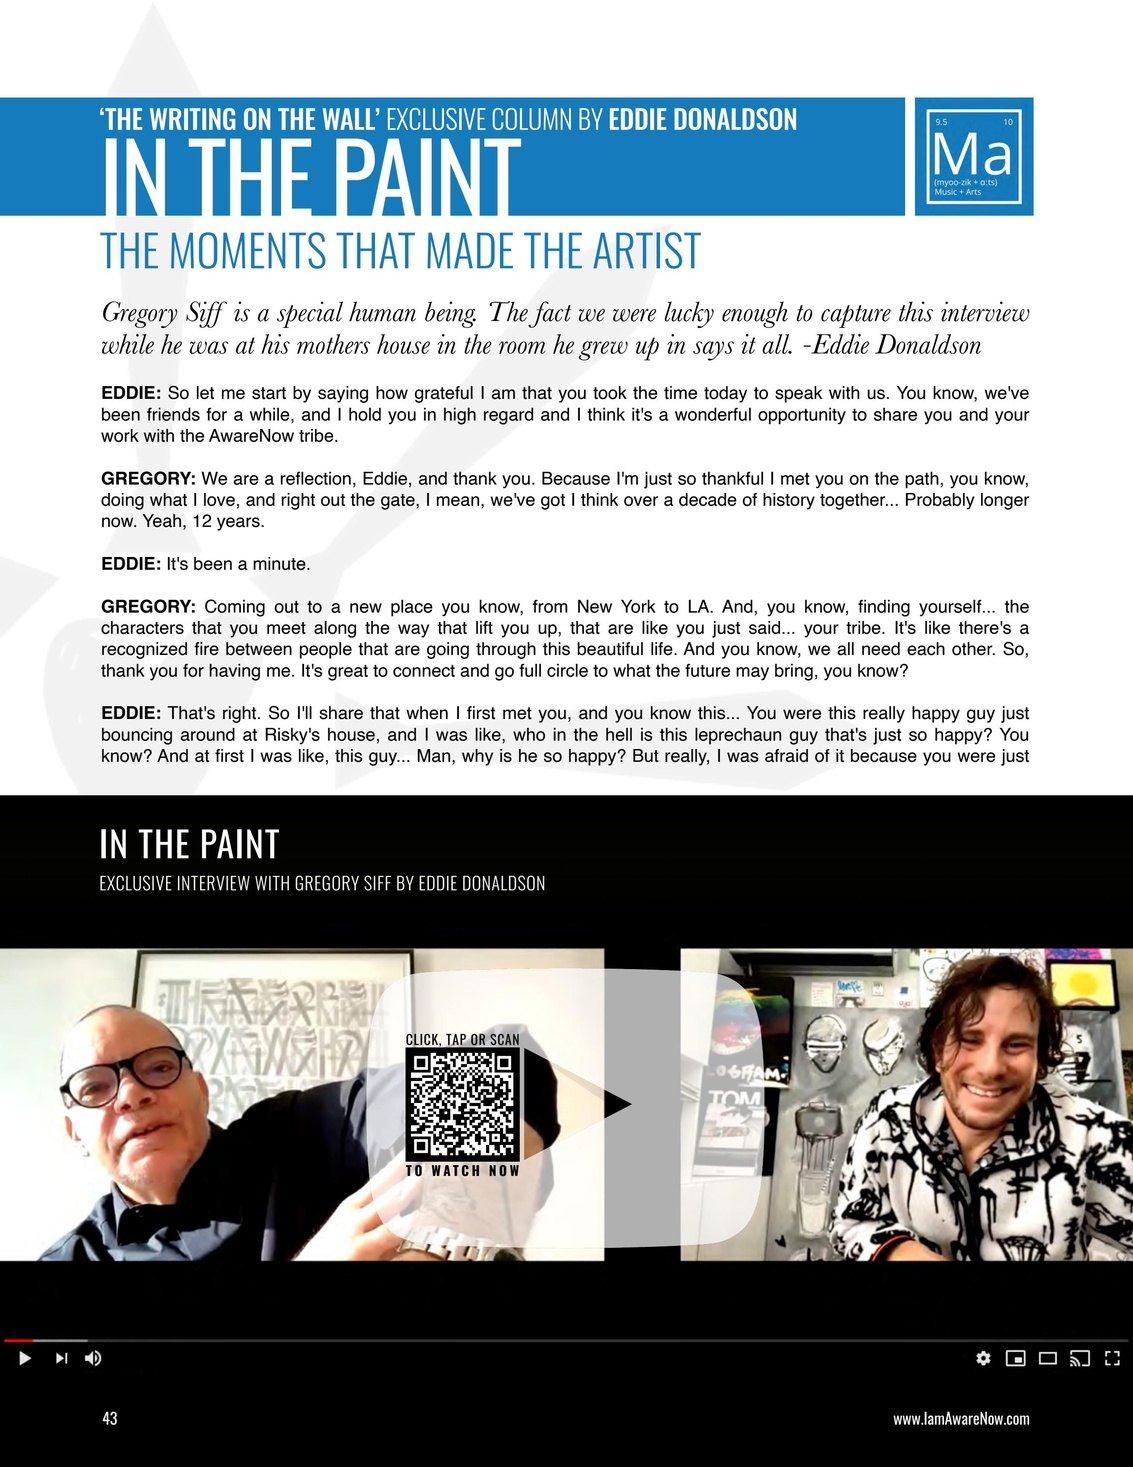 ‘THE WRITING ON THE WALL’ EXCLUSIVE COLUMN BY EDDIE DONALDSON
IN THE PAINT
9.5 10
Ma
(myoo-zik + ɑ:ts)
Music + Arts
THE MOMENTS THAT MADE THE ARTIST
Gregory Siff is a special human being. The fact we were lucky enough to capture this interview
while he was at his mothers house in the room he grew up in says it all. -Eddie Donaldson
EDDIE: So let me start by saying how grateful I am that you took the time today to speak with us. You know, we've
been friends for a while, and I hold you in high regard and I think it's a wonderful opportunity to share you and your
work with the AwareNow tribe.
GREGORY: We are a reflection, Eddie, and thank you. Because I'm just so thankful I met you on the path, you know,
doing what I love, and right out the gate, I mean, we've got I think over a decade of history together... Probably longer
now. Yeah, 12 years.
EDDIE: It's been a minute.
GREGORY: Coming out to a new place you know, from New York to LA. And, you know, finding yourself... the
characters that you meet along the way that lift you up, that are like you just said... your tribe. It's like there's a
recognized fire between people that are going through this beautiful life. And you know, we all need each other. So,
thank you for having me. It's great to connect and go full circle to what the future may bring, you know?
EDDIE: That's right. So I'll share that when I first met you, and you know this... You were this really happy guy just
bouncing around at Risky's house, and I was like, who in the hell is this leprechaun guy that's just so happy? You
know? And at first I was like, this guy... Man, why is he so happy? But really, I was afraid of it because you were just
IN THE PAINT
EXCLUSIVE INTERVIEW WITH GREGORY SIFF BY EDDIE DONALDSON
CLICK, TAP OR SCAN
TO WATCH NOW
TOM
5
43
www.IamAwareNow.com